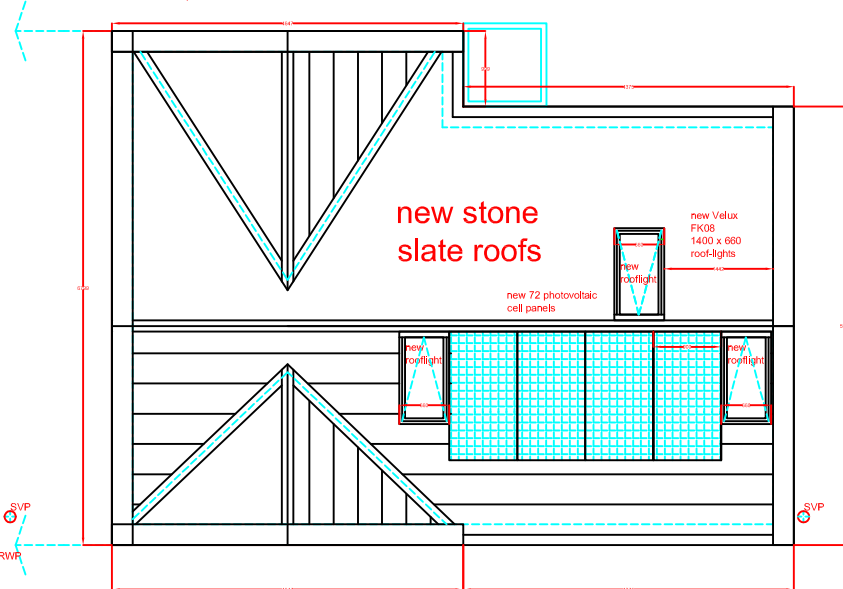 new stone
slate roofs
new Velux
FK08
1400 x 660
roof-lights
new
rooflight
new 72 photovoltaic
cell panels
new
rooflight
new
rooflight
SVP
SVP
RWP